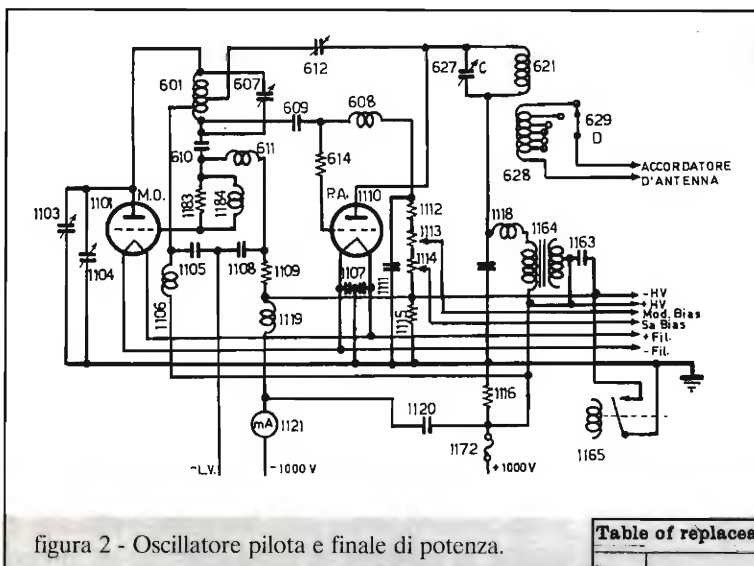 601
607
612
627
C
621
609
608
629
D
610
611
614
628
ACCORDATORE
D'ANTENNA
1103
1101
M.O.
1183
1184
P.A.
1110
1112
1113
1114
1118
1164
1163
1104
1105
1108
1109
1107
1111
1106
1119
1115
-HV
+HV
Mod. Bias
Sa Bias
+Fil.
-Fil.
1116
1121
mA
1120
1172
1165
-L.V.
-1000 V
+1000 V
figura 2 - Oscillatore pilota e finale di potenza.
Table of replacea